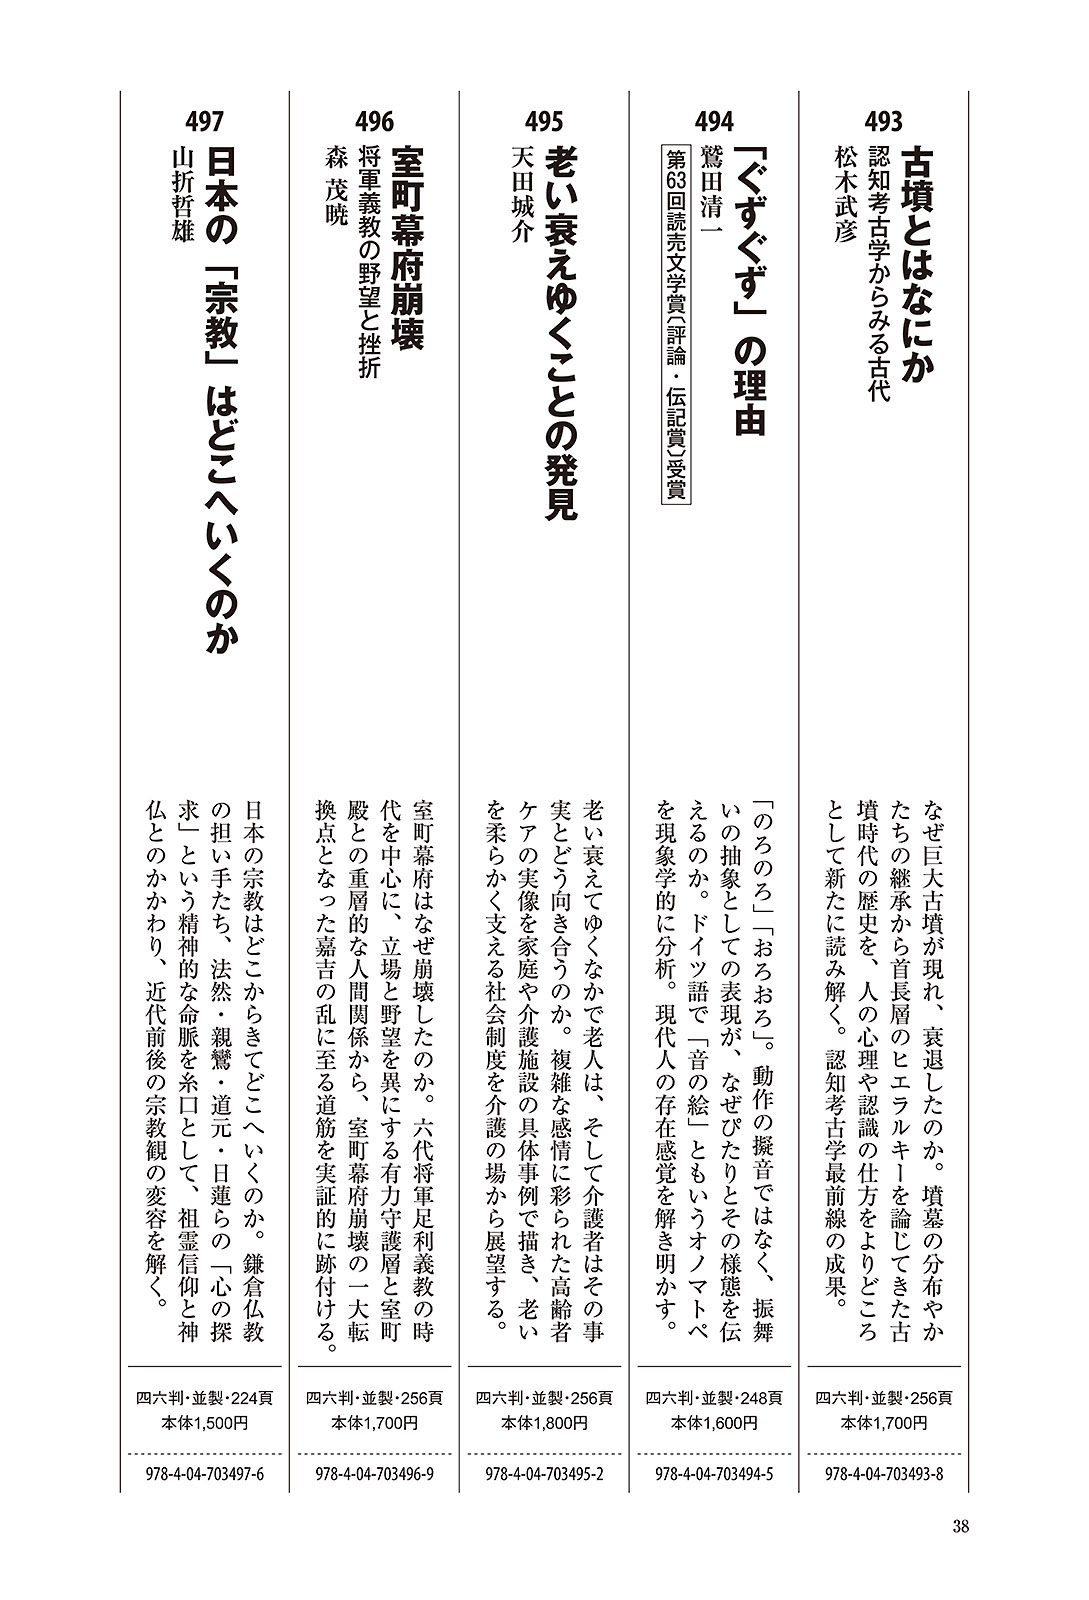 493
古墳とはなにか
認知考古学からみる古代
松木武彦
なぜ巨大古墳が現れ、衰退したのか。墳墓の分布やか
たちの継承から首長層のヒエラルキーを論じてきた古
墳時代の歴史を、人の心理や認識の仕方をよりどころ
として新たに読み解く。認知考古学最前線の成果。
四六判・並製・256頁
本体1,700円
978-4-04-703493-8
494
「ぐずぐず」の理由
鷲田清一
第63回読売文学賞〔評論・伝記賞〕受賞
「のろのろ」「おろおろ」。動作の擬音ではなく、振舞
いの抽象としての表現が、なぜぴたりとその様態を伝
えるのか。ドイツ語で「音の絵」ともいうオノマトペ
を現象学的に分析。現代人の存在感覚を解き明かす。
四六判・並製・248頁
本体1,600円
978-4-04-703494-5
495
老い衰えゆくことの発見
天田城介
老い衰えてゆくなかで老人は、そして介護者はその事
実とどう向き合うのか。複雑な感情に彩られた高齢者
ケアの実像を家庭や介護施設の具体事例で描き、老い
を柔らかく支える社会制度を介護の場から展望する。
四六判・並製・256頁
本体1,800円
978-4-04-703495-2
496
室町幕府崩壊
将軍義教の野望と挫折
森 茂暁
室町幕府はなぜ崩壊したのか。六代将軍足利義教の時
代を中心に、立場と野望を異にする有力守護層と室町
殿との重層的な人間関係から、室町幕府崩壊の一大転
換点となった嘉吉の乱に至る道筋を実証的に跡付ける。
四六判・並製・256頁
本体1,700円
978-4-04-703496-9
497
日本の「宗教」はどこへいくのか
山折哲雄
日本の宗教はどこからきてどこへいくのか。鎌倉仏教
の担い手たち、法然・親鸞・道元・日蓮らの「心の探
求」という精神的な命脈を糸口として、祖霊信仰と神
仏とのかかわり、近代前後の宗教観の変容を解く。
四六判・並製・224頁
本体1,500円
978-4-04-703497-6
38